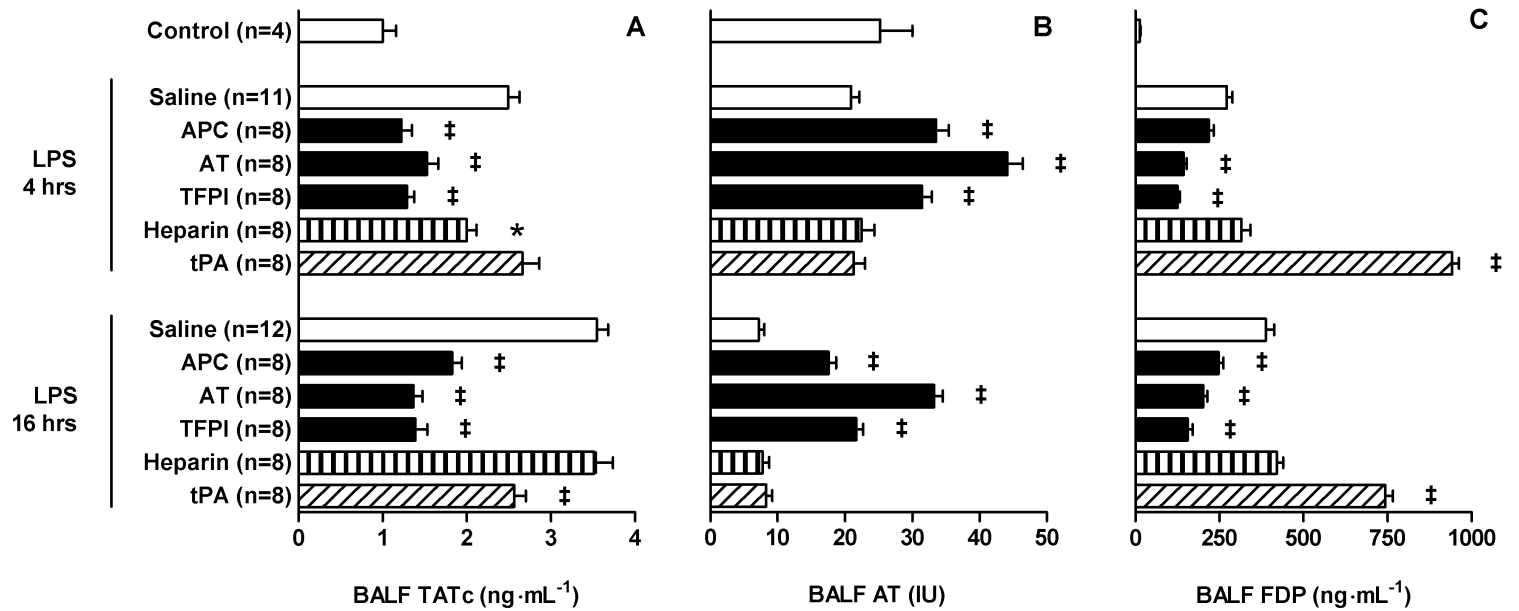 A
B
C
Control (n=4)
LPS
4 hrs
Saline (n=11)
APC (n=8) ‡ ‡
AT (n=8) ‡ ‡ ‡
TFPI (n=8) ‡ ‡ ‡
Heparin (n=8) *
tPA (n=8) ‡
LPS
16 hrs
Saline (n=12)
APC (n=8) ‡ ‡ ‡
AT (n=8) ‡ ‡ ‡
TFPI (n=8) ‡ ‡ ‡
Heparin (n=8)
tPA (n=8) ‡ ‡
0 1 2 3 4
BALF TATc (ng·mL⁻¹)
0 10 20 30 40 50
BALF AT (IU)
0 250 500 750 1000
BALF FDP (ng·mL⁻¹)